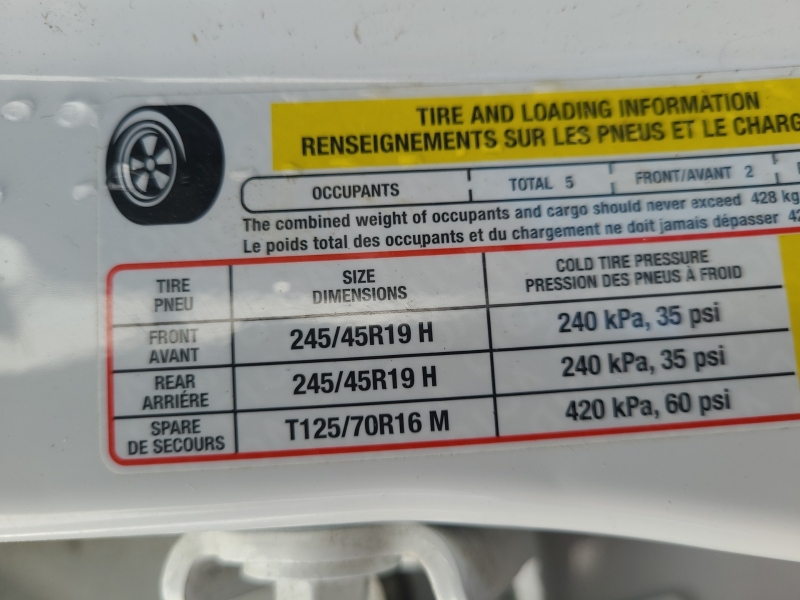 TIRE AND LOADING INFORMATION
RENSEIGNEMENTS SUR LES PNEUS ET LE CHARG
OCCUPANTS TOTAL 5 FRONT/AVANT 2
The combined weight of occupants and cargo should never exceed 428 kg
Le poids total des occupants et du chargement ne doit jamais dépasser 42
TIRE
PNEU
SIZE
DIMENSIONS
COLD TIRE PRESSURE
PRESSION DES PNEUS À FROID
FRONT
AVANT
245/45R19 H
240 kPa, 35 psi
REAR
ARRIÉRE
245/45R19 H
240 kPa, 35 psi
SPARE
DE SECOURS
T125/70R16 M
420 kPa, 60 psi